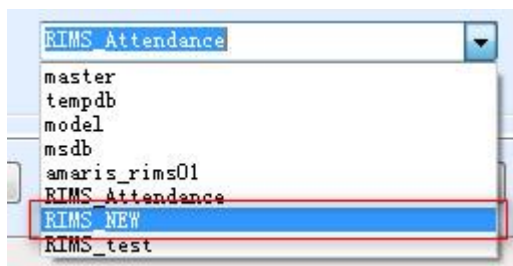 RIMS_Attendance
master
tempdb
model
msdb
amaris_rims01
RIMS_Attendance
RIMS_NEW
RIMS_test